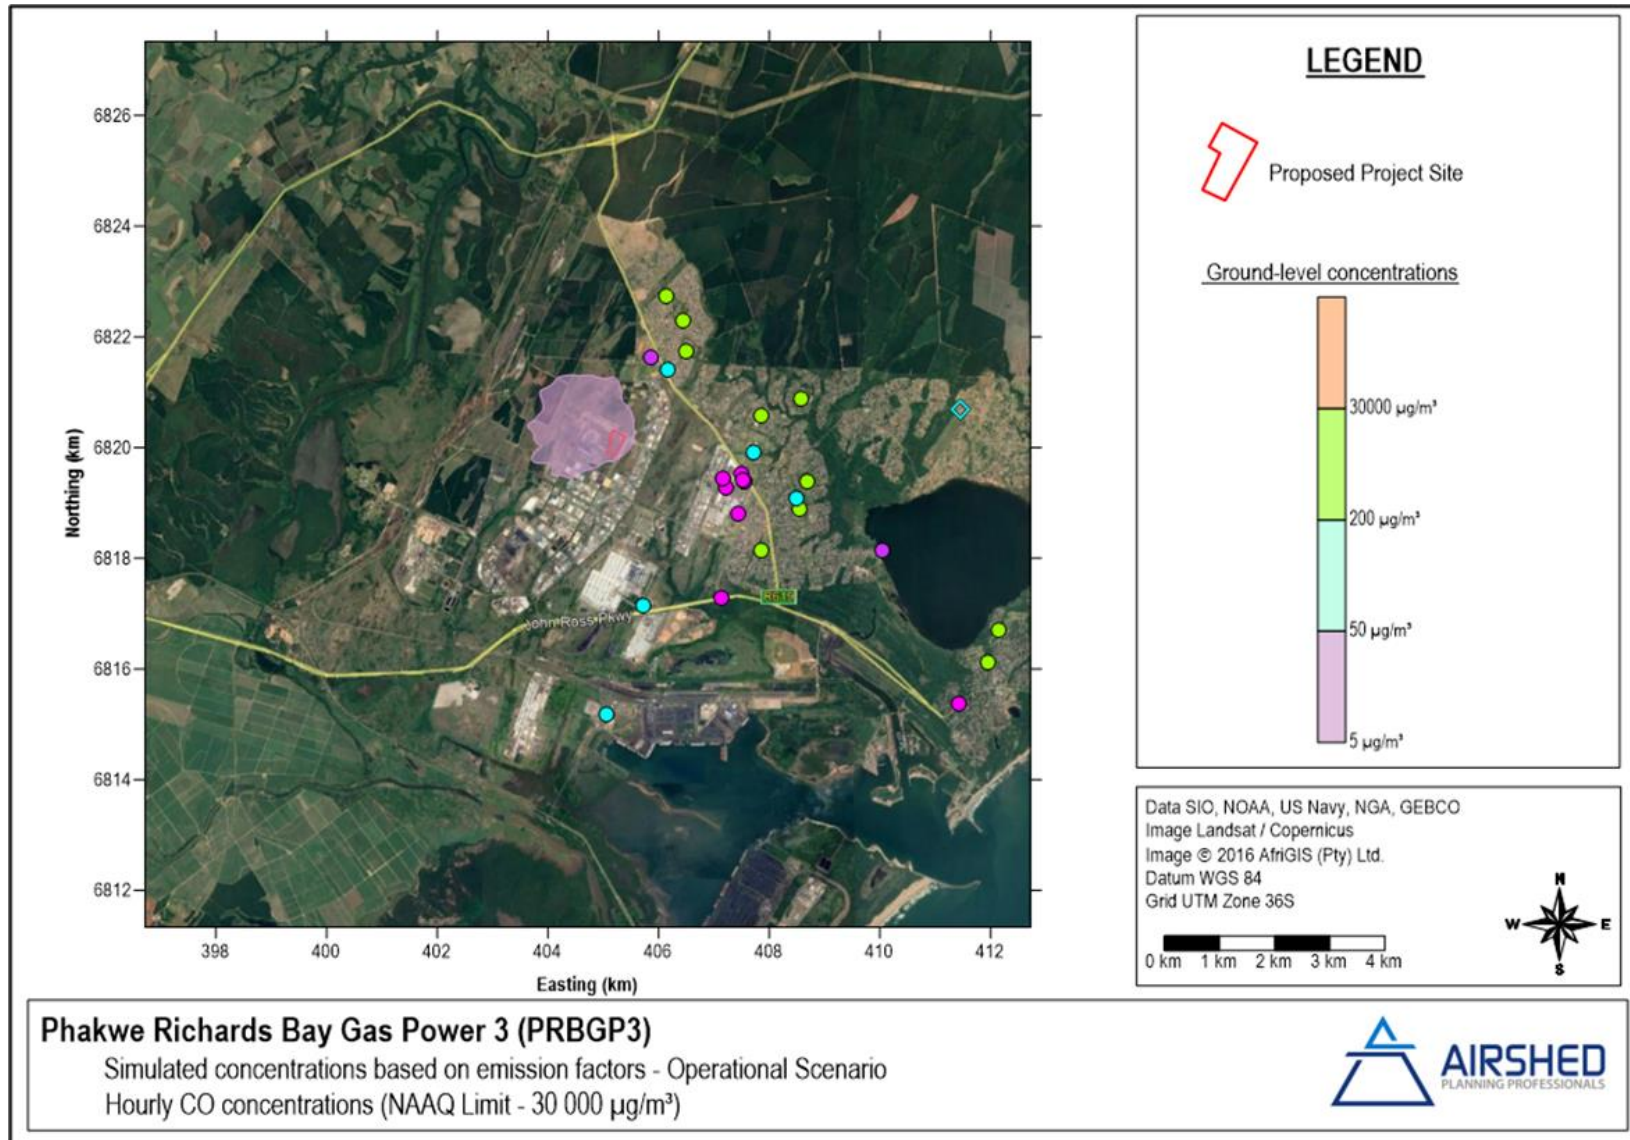 LEGEND
Proposed Project Site
Ground-level concentrations
30000 µg/m³
200 µg/m³
50 µg/m³
5 µg/m³
6826
6824
6822
6820
6818
6816
6814
6812
Northing (km)
John Ross Pkwy
398
400
402
404
406
408
410
412
Easting (km)
Data SIO, NOAA, US Navy, NGA, GEBCO
Image Landsat / Copernicus
Image © 2016 AfriGIS (Pty) Ltd.
Datum WGS 84
Grid UTM Zone 36S
N
W E
S
0 km 1 km 2 km 3 km 4 km
Phakwe Richards Bay Gas Power 3 (PRBGP3)
Simulated concentrations based on emission factors - Operational Scenario
Hourly CO concentrations (NAAQ Limit - 30 000 µg/m³)
AIRSHED
PLANNING PROFESSIONALS